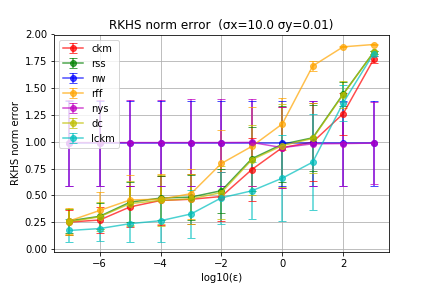 RKHS norm error (σx=10.0 σy=0.01)
RKHS norm error
2.00
1.75
1.50
1.25
1.00
0.75
0.50
0.25
0.00
ckm
rss
nw
rff
nys
dc
lckm
−6 −4 −2 0 2
log10(ε)